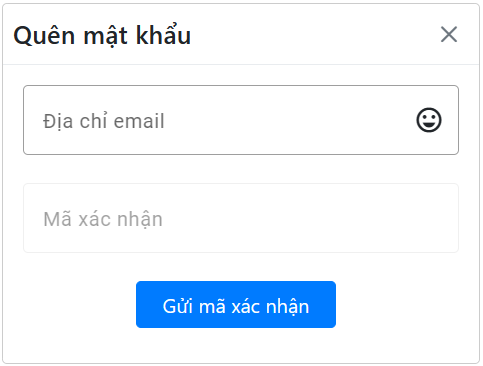 Quên mật khẩu
Địa chỉ email
Mã xác nhận
Gửi mã xác nhận